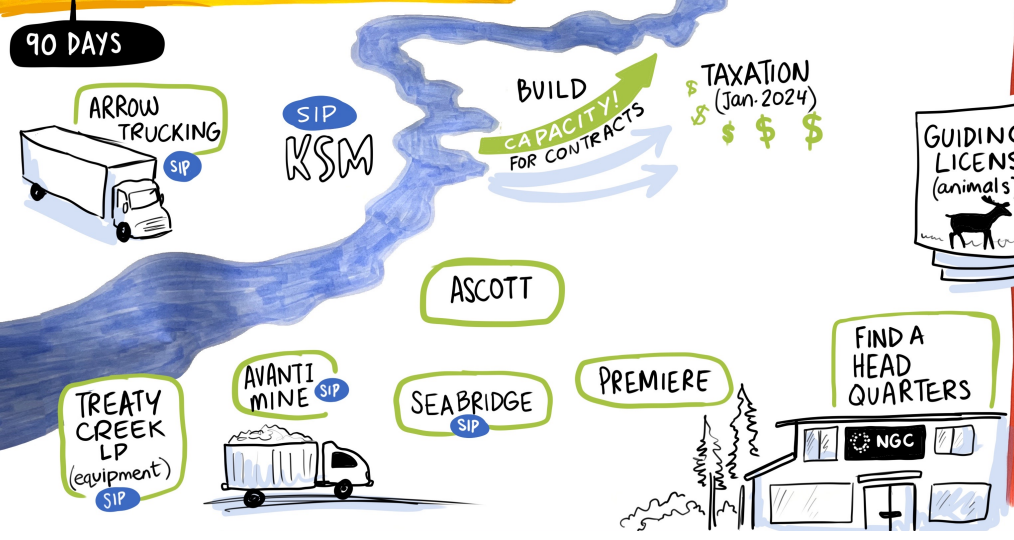 90 DAYS
ARROW
TRUCKING
SIP
SIP
KSM
BUILD
CAPACITY!
FOR CONTRACTS
TAXATION
(Jan. 2024)
$
$
$ $ $
GUIDING
LICENS
(animals
ASCOTT
TREATY
CREEK
LP
(equipment)
SIP
AVANTI
MINE SIP
SEABRIDGE
SIP
PREMIERE
FIND A
HEAD
QUARTERS
NGC